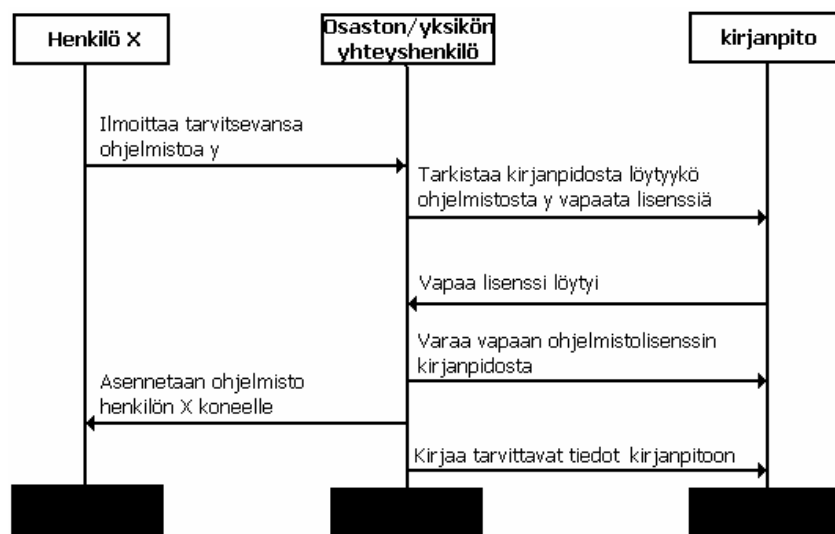 Henkilö X
Osaston/yksikön
yhteyshenkilö
kirjanpito
Ilmoittaa tarvitsevansa
ohjelmistoa y
Tarkistaa kirjanpidosta löytyykö
ohjelmistosta y vapaata lisenssiä
Vapaa lisenssi löytyi
Varaa vapaan ohjelmistolisenssin
kirjanpidosta
Asennetaan ohjelmisto
henkilön X koneelle
Kirjaa tarvittavat tiedot kirjanpitoon